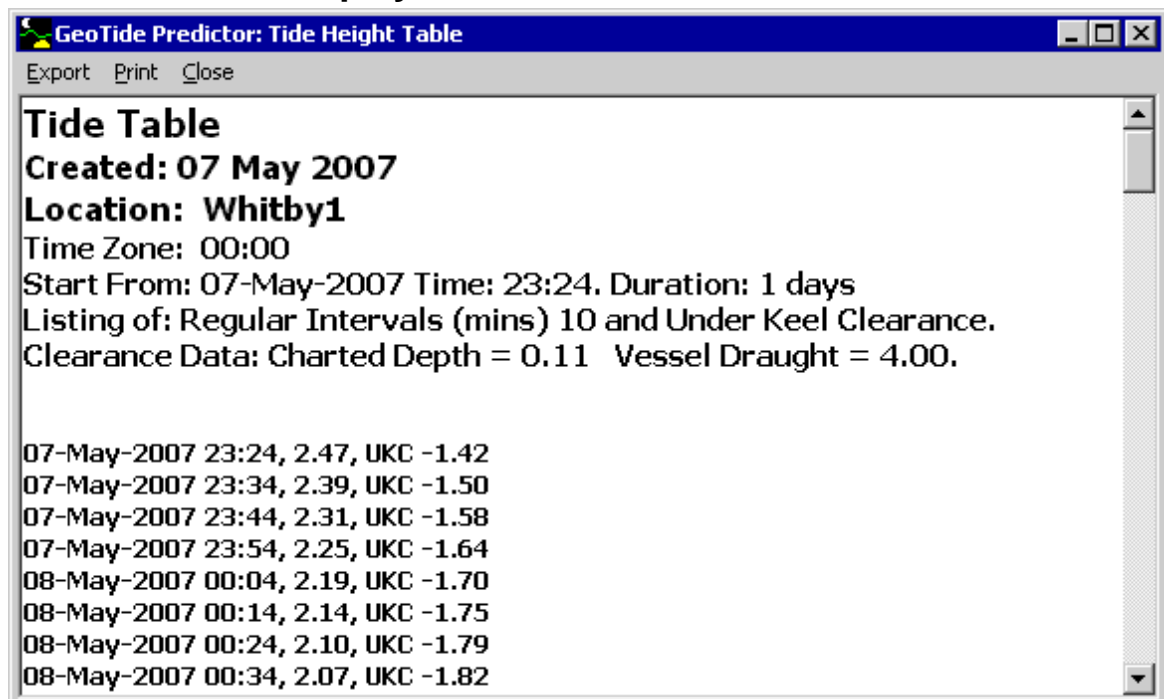 GeoTide Predictor: Tide Height Table
Export Print Close
Tide Table
Created: 07 May 2007
Location: Whitby1
Time Zone: 00:00
Start From: 07-May-2007 Time: 23:24. Duration: 1 days
Listing of: Regular Intervals (mins) 10 and Under Keel Clearance.
Clearance Data: Charted Depth = 0.11 Vessel Draught = 4.00.
07-May-2007 23:24, 2.47, UKC -1.42
07-May-2007 23:34, 2.39, UKC -1.50
07-May-2007 23:44, 2.31, UKC -1.58
07-May-2007 23:54, 2.25, UKC -1.64
08-May-2007 00:04, 2.19, UKC -1.70
08-May-2007 00:14, 2.14, UKC -1.75
08-May-2007 00:24, 2.10, UKC -1.79
08-May-2007 00:34, 2.07, UKC -1.82